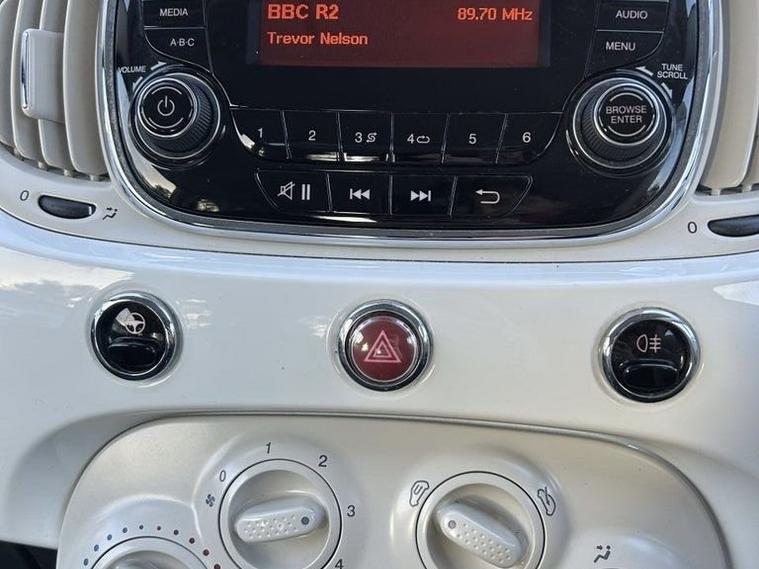 MEDIA
BBC R2
89.70 MHz
AUDIO
A·B·C
Trevor Nelson
MENU
VOLUME
TUNE
SCROLL
BROWSE
ENTER
1 2 3 4 5 6
0
0
0 1 2 3 4